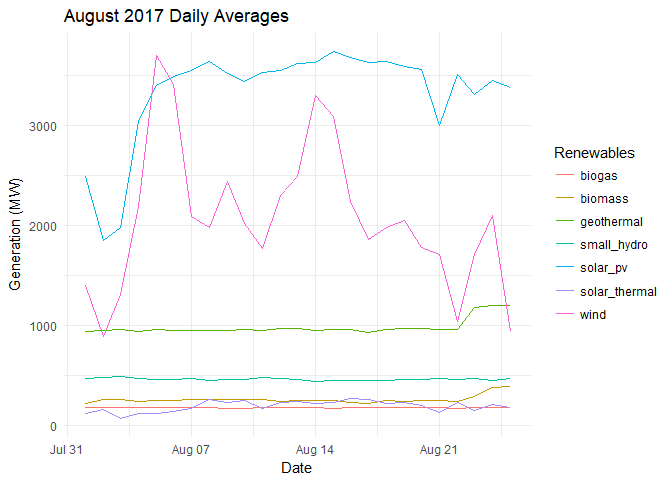 August 2017 Daily Averages
Generation (MW)
3000
2000
1000
0
Jul 31
Aug 07
Aug 14
Aug 21
Date
Renewables
biogas
biomass
geothermal
small_hydro
solar_pv
solar_thermal
wind